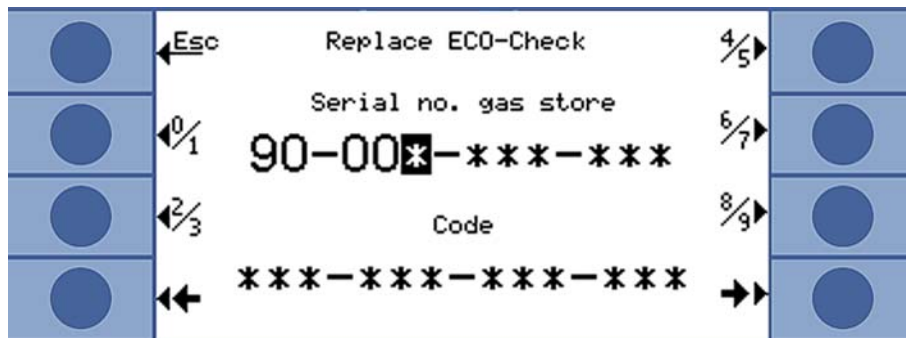 Esc
Replace ECO-Check
4/5
Serial no. gas store
0/1
90-00*-***-***
6/7
2/3
Code
8/9
***-***-***-***